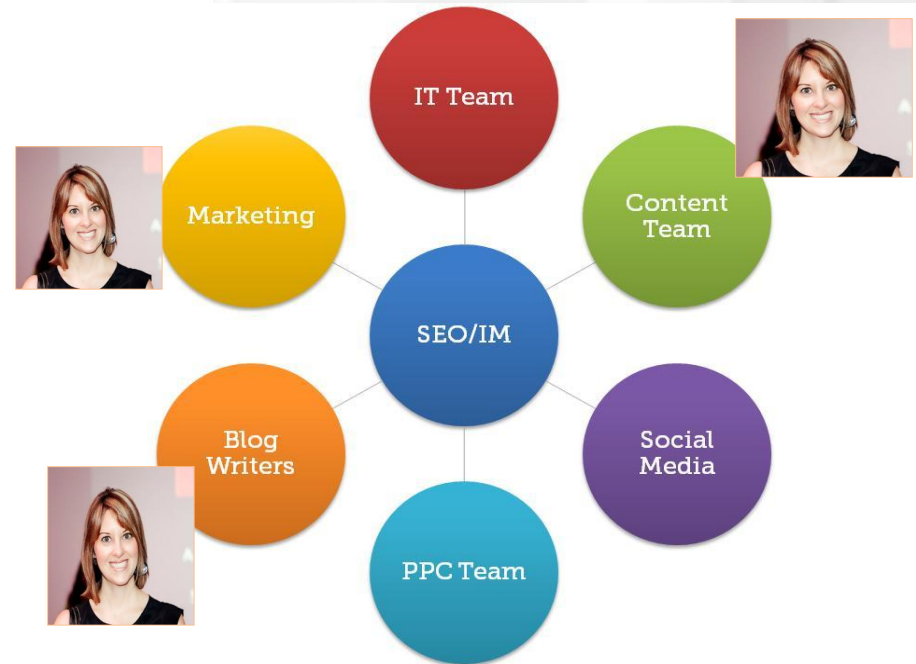 IT Team
Marketing
Content
Team
SEO/IM
Blog
Writers
Social
Media
PPC Team